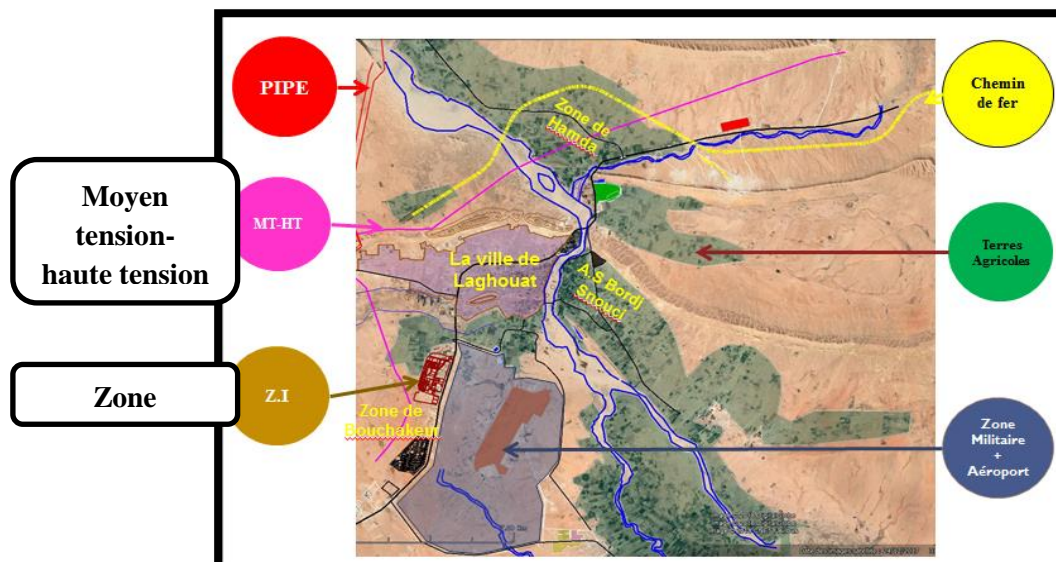 PIPE
Chemin
de fer
Zone de
Hamda
Moyen
tension-
haute tension
MT-HT
La ville de
Laghouat
A.S Bordj
Snouci
Terres
Agricoles
Zone
Z.I
Zone de
Bouchakeur
Zone
Militaire
+
Aéroport